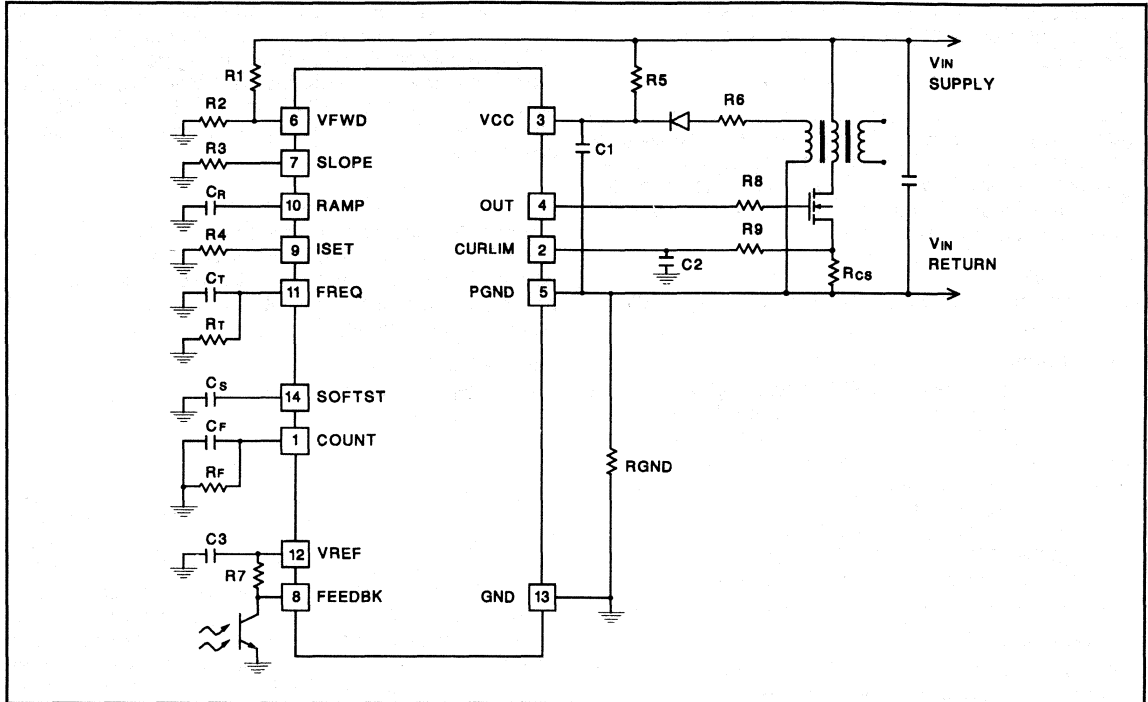 R1
R2
6 VFWD
R3
7 SLOPE
CR
10 RAMP
R4
9 ISET
CT
11 FREQ
RT
CS
14 SOFTST
CF
1 COUNT
RF
C3
12 VREF
R7
8 FEEDBK
VCC 3
R5
R6
C1
OUT 4
R8
CURLIM 2
R9
C2
PGND 5
RCS
RGND
GND 13
VIN
SUPPLY
VIN
RETURN